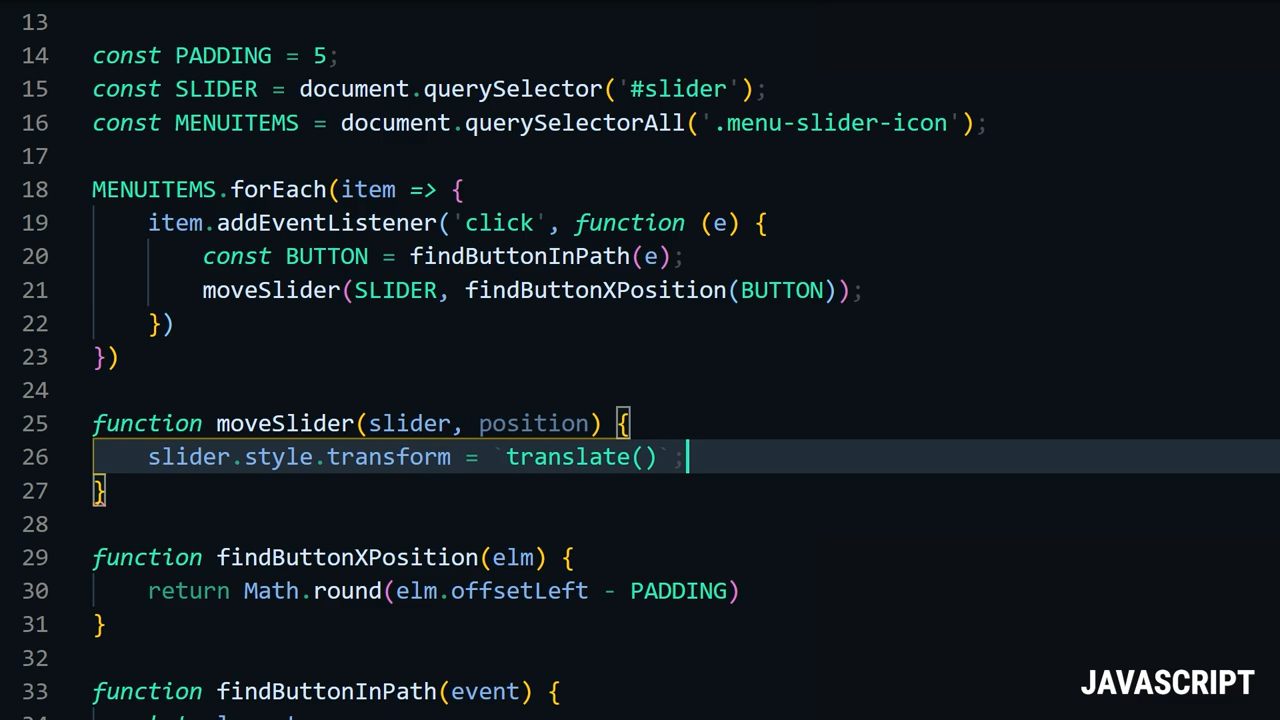 13
14 const PADDING = 5;
15 const SLIDER = document.querySelector('#slider');
16 const MENUITEMS = document.querySelectorAll('.menu-slider-icon');
17
18 MENUITEMS.forEach(item => {
19 item.addEventListener('click', function (e) {
20 const BUTTON = findButtonInPath(e);
21 moveSlider(SLIDER, findButtonXPosition(BUTTON));
22 })
23 })
24
25 function moveSlider(slider, position) {
26 slider.style.transform = `translate()`;
27 }
28
29 function findButtonXPosition(elm) {
30 return Math.round(elm.offsetLeft - PADDING)
31 }
32
33 function findButtonInPath(event) {
JAVASCRIPT